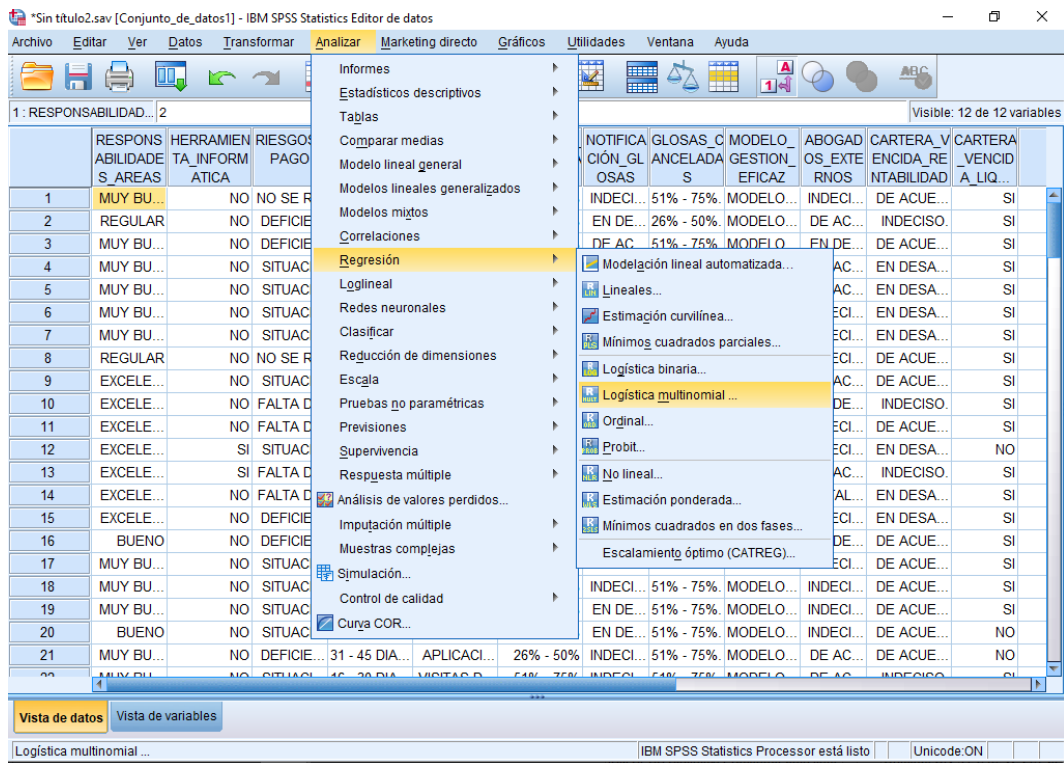 *Sin título2.sav [Conjunto_de_datos1] - IBM SPSS Statistics Editor de datos
Archivo Editar Ver Datos Transformar Analizar Marketing directo Gráficos Utilidades Ventana Ayuda
1 : RESPONSABILIDAD... 2 Visible: 12 de 12 variables
RESPONS HERRAMIEN RIESGOS NOTIFICA GLOSAS_C MODELO_ ABOGAD CARTERA_V CARTERA
ABILIDADE TA_INFORM PAGO CIÓN_GL ANCELADA GESTION_ OS_EXTE ENCIDA_RE _VENCID
S_AREAS ATICA OSAS S EFICAZ RNOS NTABILIDAD A_LIQ...
1 MUY BU... NO NO SE R INDECI... 51% - 75%. MODELO... INDECI... DE ACUE... SI
2 REGULAR NO DEFICIE EN DE... 26% - 50%. MODELO... DE AC... INDECISO. SI
3 MUY BU... NO DEFICIE DE AC... 51% - 75%. MODELO... EN DE... DE ACUE... SI
4 MUY BU... NO SITUAC AC... EN DESA... SI
5 MUY BU... NO SITUAC AC... EN DESA... SI
6 MUY BU... NO SITUAC ECI... DE ACUE... SI
7 MUY BU... NO SITUAC ECI... EN DESA... SI
8 REGULAR NO NO SE R ECI... DE ACUE... SI
9 EXCELE... NO SITUAC AC... DE ACUE... SI
10 EXCELE... NO FALTA D DE... INDECISO. SI
11 EXCELE... NO FALTA D ECI... DE ACUE... SI
12 EXCELE... SI SITUAC ECI... DE ACUE... NO
13 EXCELE... SI FALTA D AC... INDECISO. SI
14 EXCELE... NO FALTA D AL... EN DESA... SI
15 EXCELE... NO DEFICIE ECI... EN DESA... SI
16 BUENO NO DEFICIE DE... DE ACUE... SI
17 MUY BU... NO SITUAC ECI... DE ACUE... SI
18 MUY BU... NO SITUAC INDECI... 51% - 75%. MODELO... INDECI... DE ACUE... SI
19 MUY BU... NO SITUAC EN DE... 51% - 75%. MODELO... INDECI... DE ACUE... SI
20 BUENO NO SITUAC EN DE... 51% - 75%. MODELO... INDECI... DE ACUE... NO
21 MUY BU... NO DEFICIE... 31 - 45 DIA... APLICACI... 26% - 50% INDECI... 51% - 75%. MODELO... DE AC... DE ACUE... NO
Informes
Estadísticos descriptivos
Tablas
Comparar medias
Modelo lineal general
Modelos lineales generalizados
Modelos mixtos
Correlaciones
Regresión
Loglineal
Redes neuronales
Clasificar
Reducción de dimensiones
Escala
Pruebas no paramétricas
Previsiones
Supervivencia
Respuesta múltiple
Análisis de valores perdidos...
Imputación múltiple
Muestras complejas
Simulación...
Control de calidad
Curva COR...
Modelación lineal automatizada...
Lineales...
Estimación curvilínea...
Mínimos cuadrados parciales...
Logística binaria...
Logística multinomial ...
Ordinal...
Probit...
No lineal...
Estimación ponderada...
Mínimos cuadrados en dos fases...
Escalamiento óptimo (CATREG)...
Vista de datos Vista de variables
Logística multinomial ... IBM SPSS Statistics Processor está listo Unicode:ON